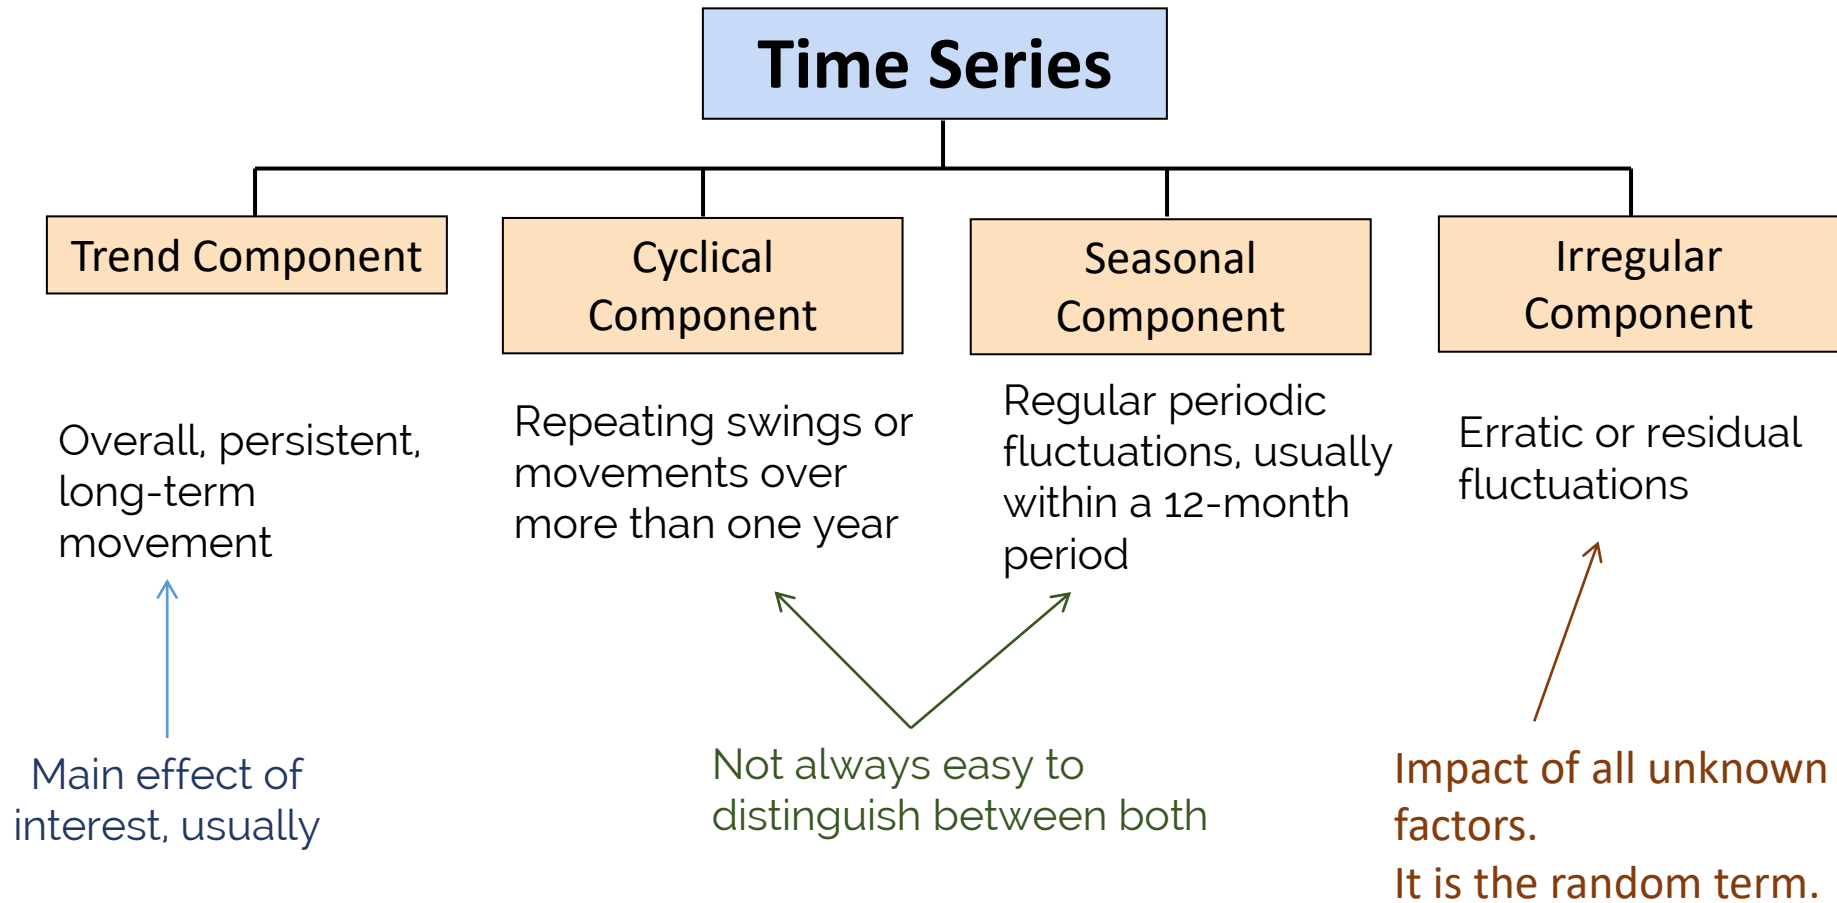 Time Series
Trend Component
Cyclical
Component
Seasonal
Component
Irregular
Component
Overall, persistent,
long-term
movement
Repeating swings or
movements over
more than one year
Regular periodic
fluctuations, usually
within a 12-month
period
Erratic or residual
fluctuations
Main effect of
interest, usually
Not always easy to
distinguish between both
Impact of all unknown
factors.
It is the random term.